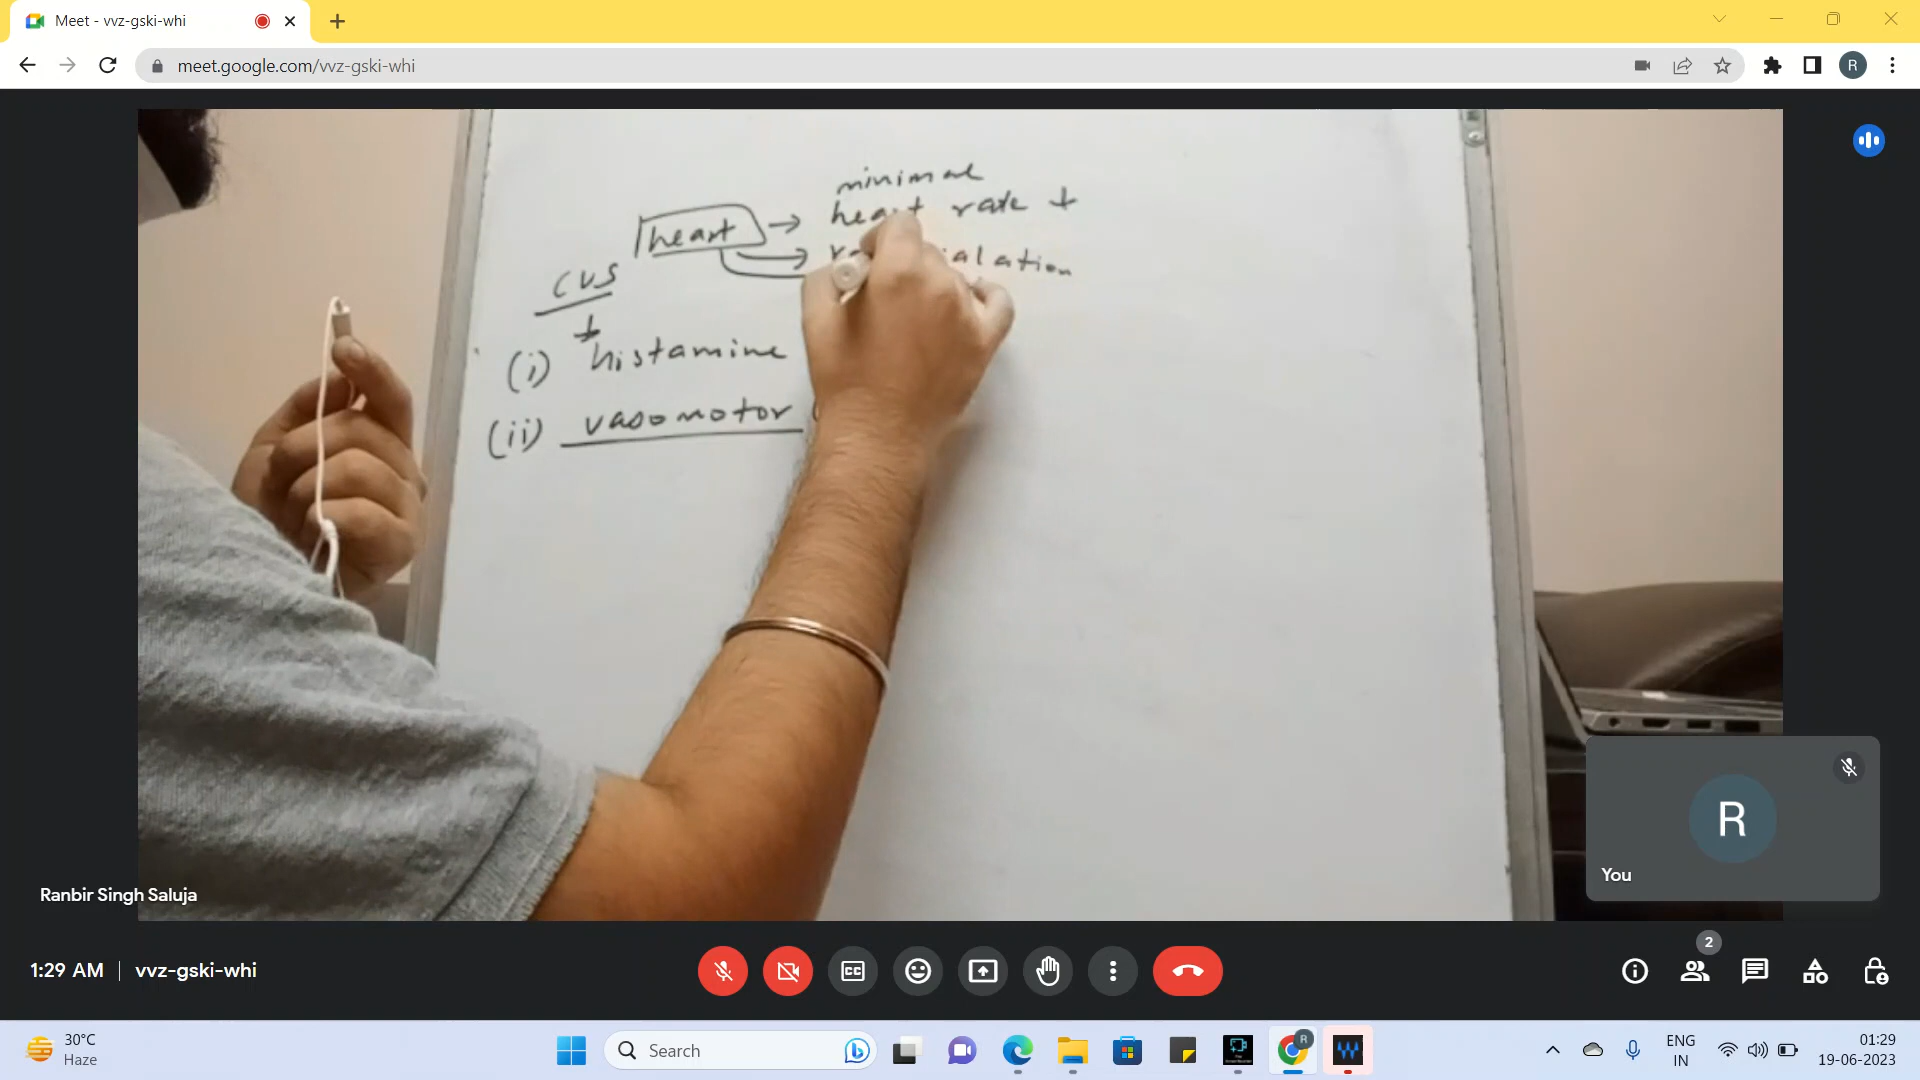 Meet - vvz-gski-whi
meet.google.com/vvz-gski-whi
R
minimal
heart rate ↓
heart →
CVS
(i) histamine
(ii) vasomotor
R
You
Ranbir Singh Saluja
1:29 AM | vvz-gski-whi
2
30°C
Haze
Search
R
ENG
IN
01:29
19-06-2023